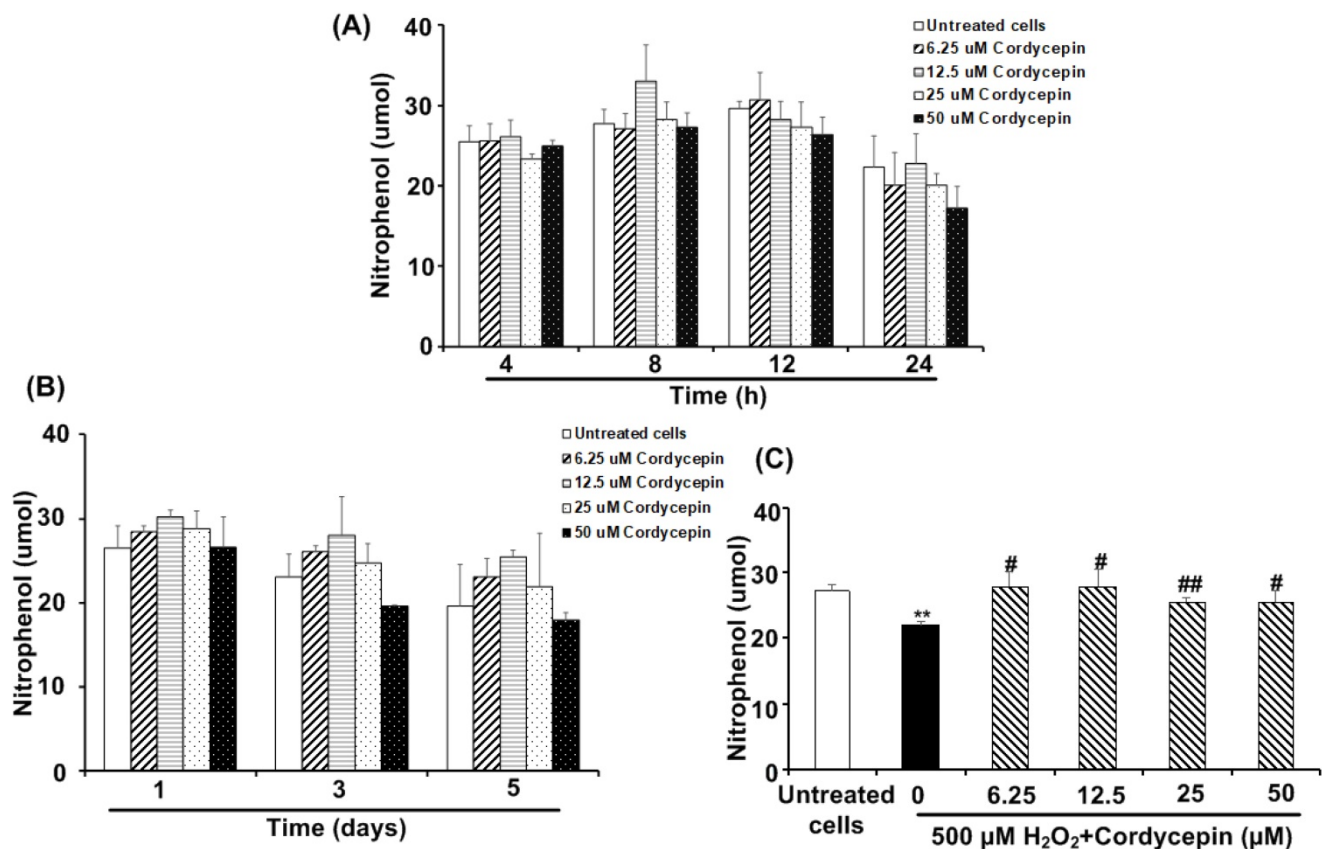 (A)
Untreated cells
6.25 uM Cordycepin
12.5 uM Cordycepin
25 uM Cordycepin
50 uM Cordycepin
Nitrophenol (umol)
40
30
20
10
0
4 8 12 24
Time (h)
(B)
Untreated cells
6.25 uM Cordycepin
12.5 uM Cordycepin
25 uM Cordycepin
50 uM Cordycepin
Nitrophenol (umol)
40
30
20
10
0
1 3 5
Time (days)
(C)
Nitrophenol (umol)
40
30
20
10
0
** # # ## #
Untreated cells 0 6.25 12.5 25 50
500 µM H₂O₂+Cordycepin (µM)